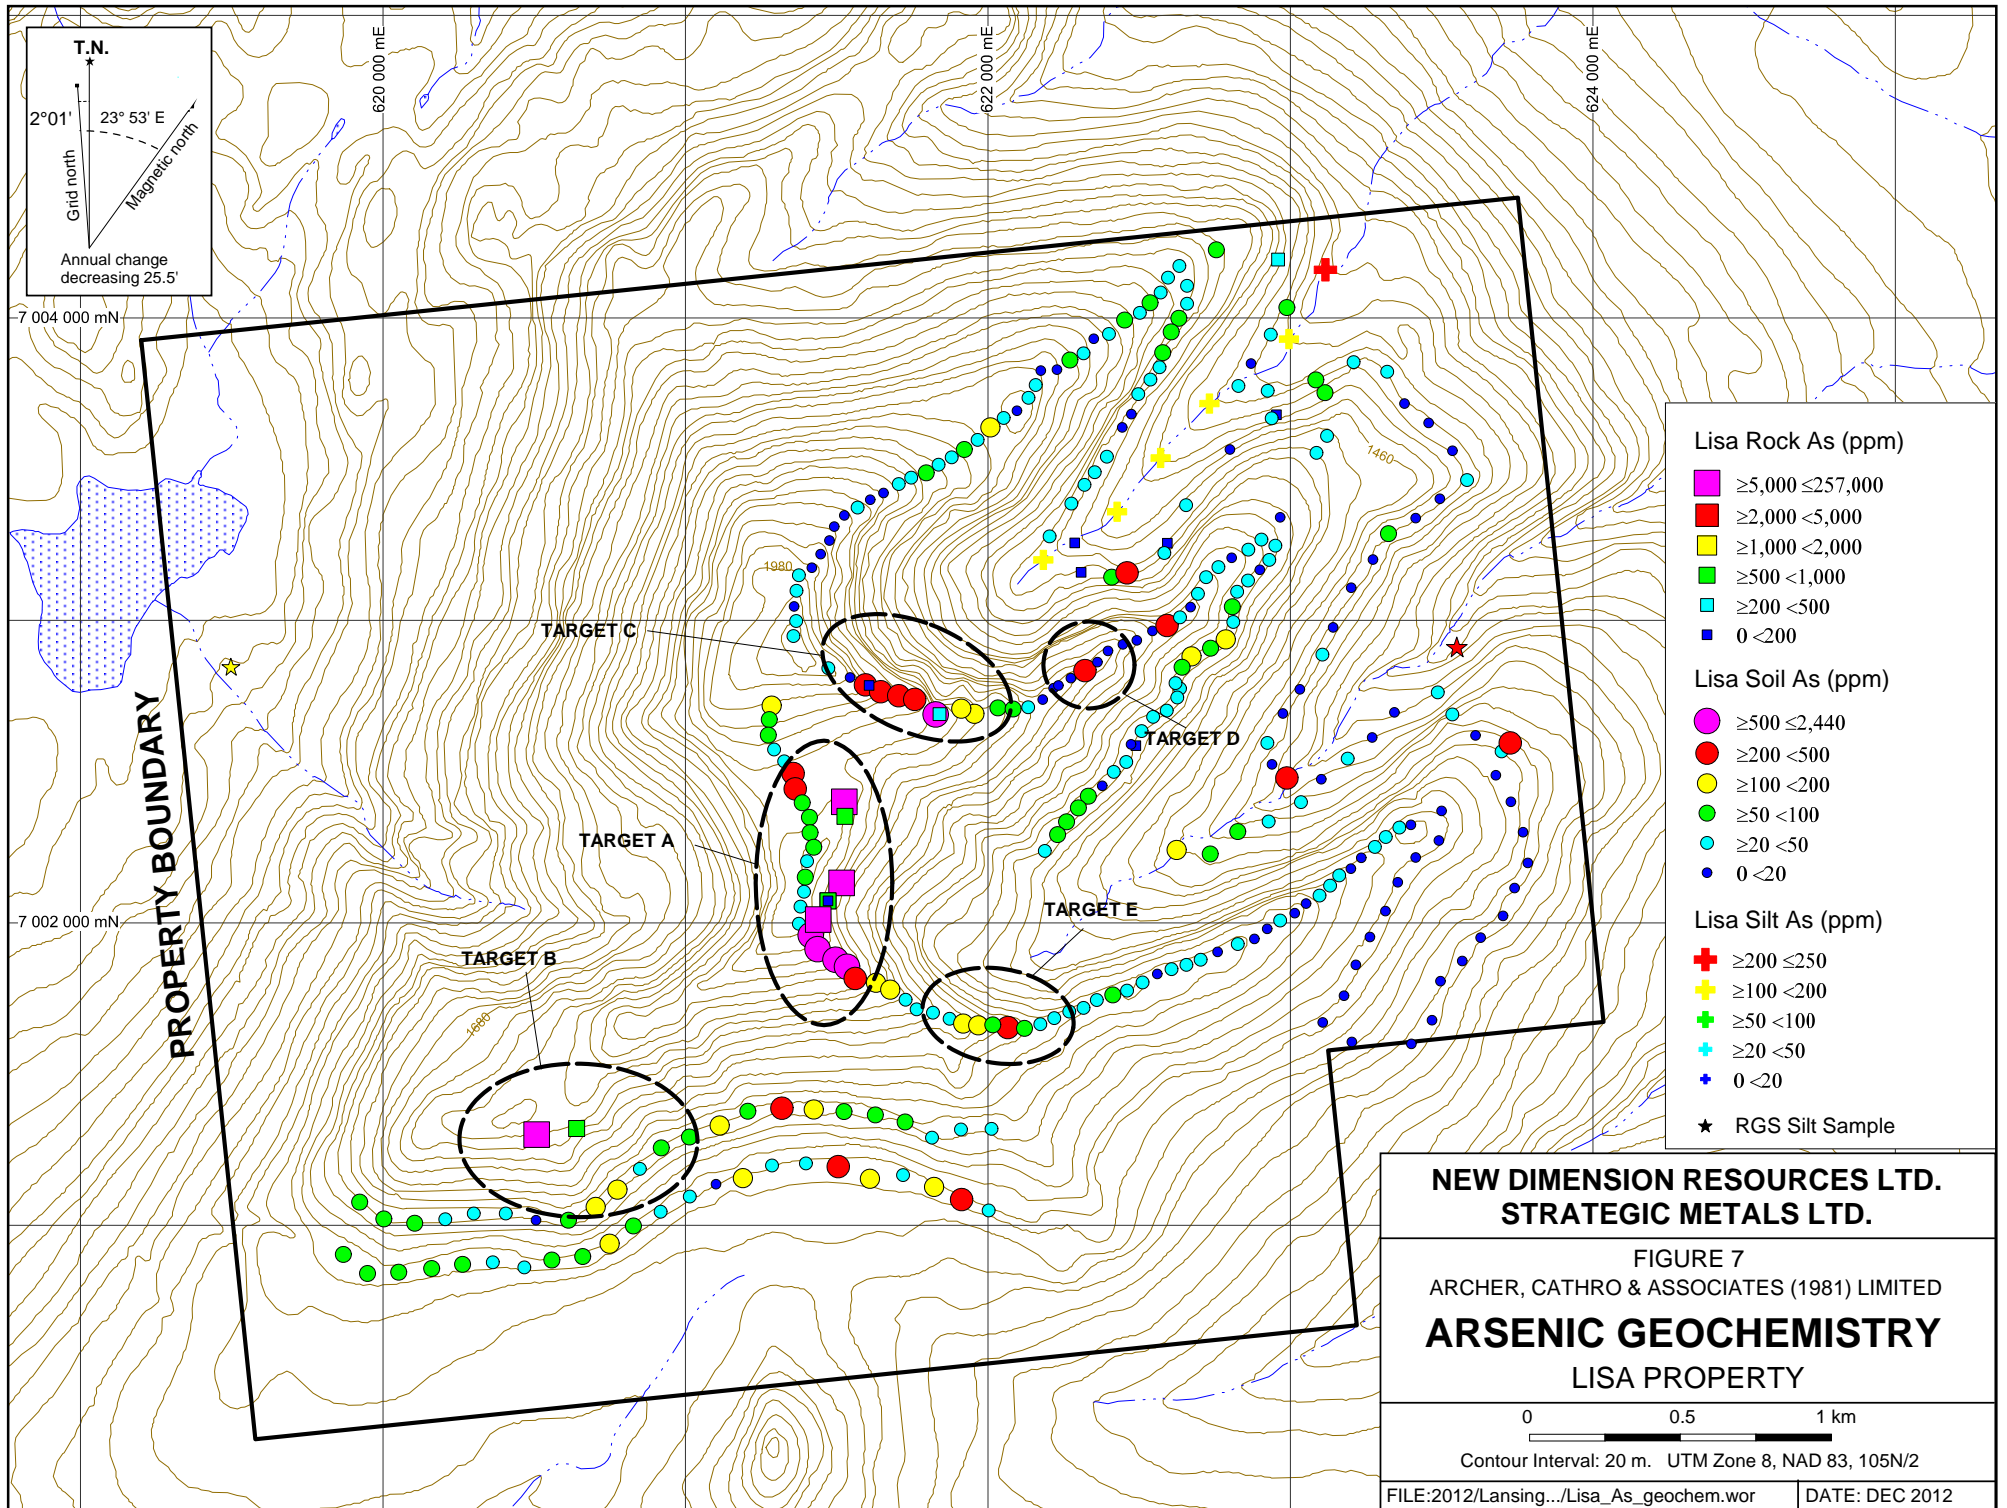 T.N.
2°01'
23° 53' E
Grid north
Magnetic north
Annual change
decreasing 25.5'
620 000 mE
622 000 mE
624 000 mE
7 004 000 mN
7 002 000 mN
PROPERTY BOUNDARY
1460
1980
1660
TARGET C
TARGET D
TARGET A
TARGET E
TARGET B
Lisa Rock As (ppm)
≥5,000 ≤257,000
≥2,000 <5,000
≥1,000 <2,000
≥500 <1,000
≥200 <500
0 <200
Lisa Soil As (ppm)
≥500 ≤2,440
≥200 <500
≥100 <200
≥50 <100
≥20 <50
0 <20
Lisa Silt As (ppm)
≥200 ≤250
≥100 <200
≥50 <100
≥20 <50
0 <20
RGS Silt Sample
NEW DIMENSION RESOURCES LTD.
STRATEGIC METALS LTD.
FIGURE 7
ARCHER, CATHRO & ASSOCIATES (1981) LIMITED
ARSENIC GEOCHEMISTRY
LISA PROPERTY
0 0.5 1 km
Contour Interval: 20 m. UTM Zone 8, NAD 83, 105N/2
FILE:2012/Lansing.../Lisa_As_geochem.wor
DATE: DEC 2012